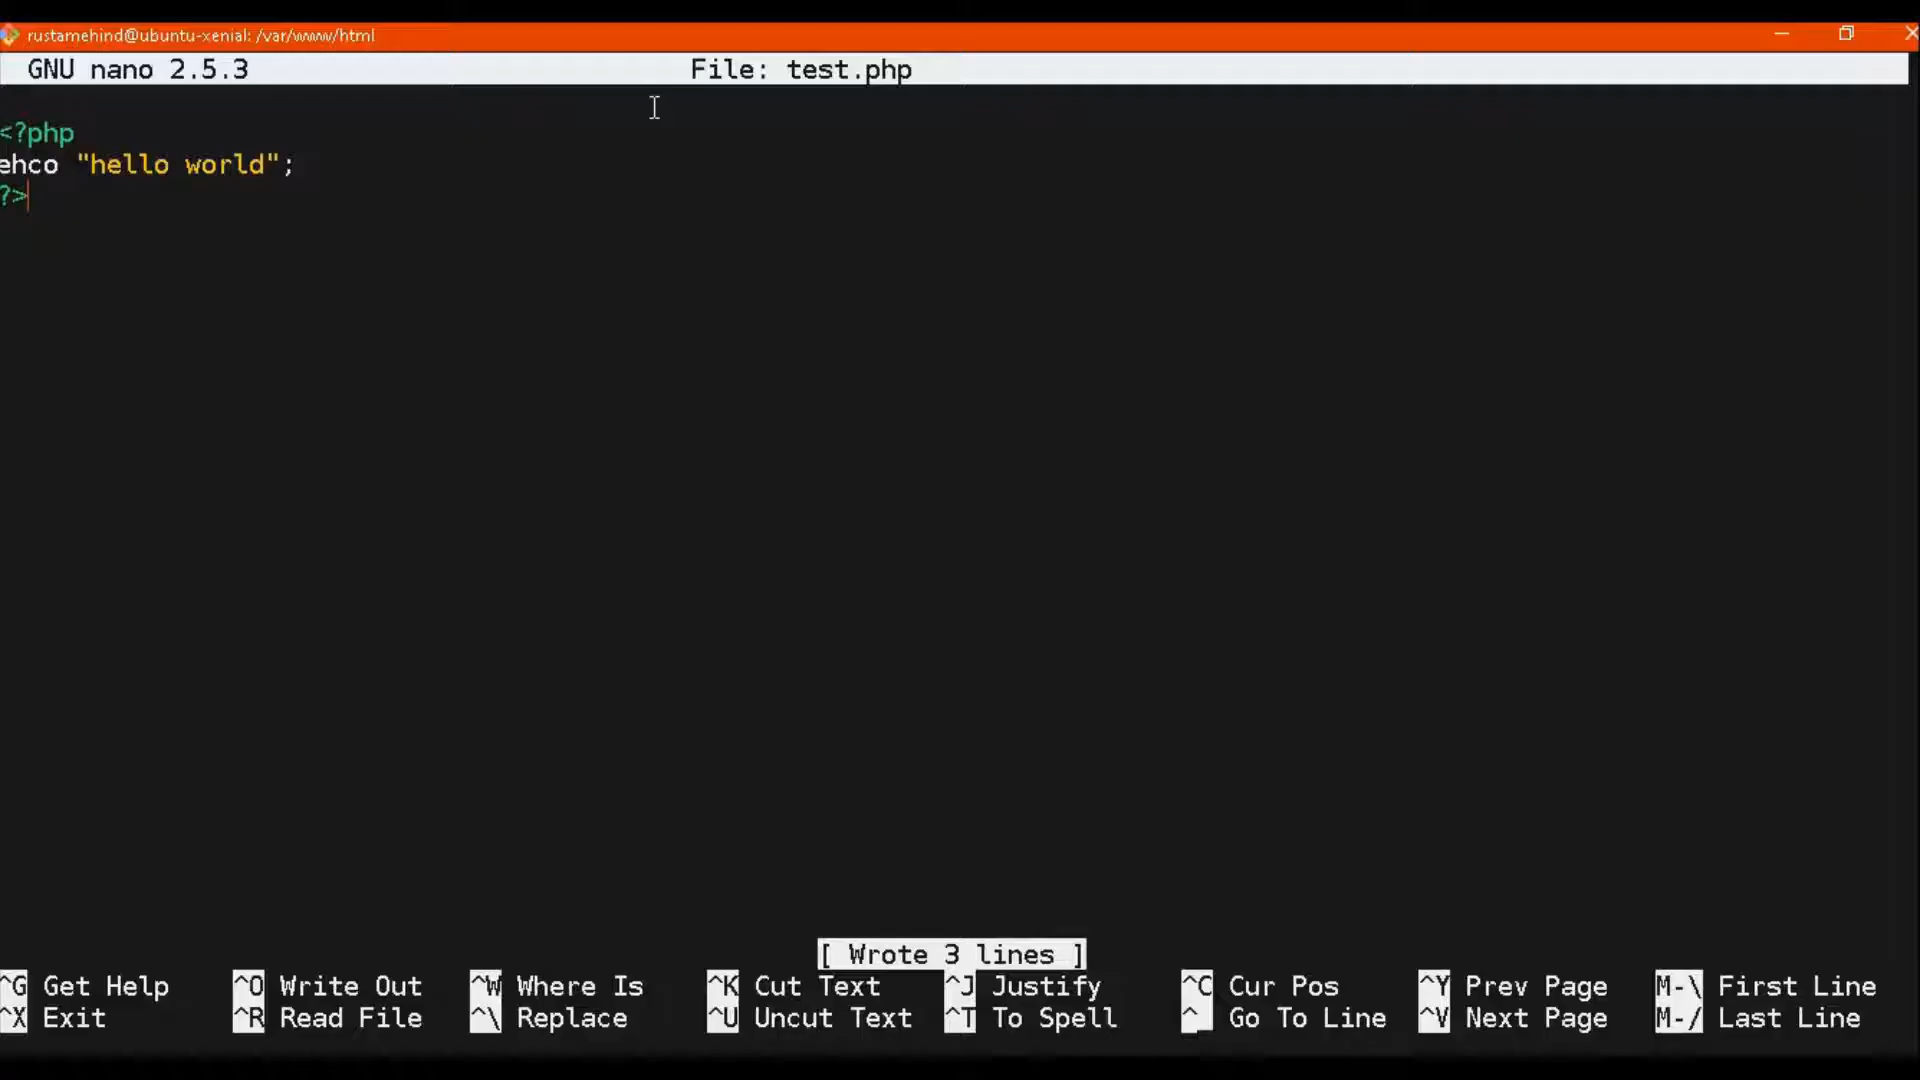 rustamehind@ubuntu-xenial: /var/www/html
GNU nano 2.5.3 File: test.php
<?php
ehco "hello world";
?>
[ Wrote 3 lines ]
^G Get Help ^O Write Out ^W Where Is ^K Cut Text ^J Justify ^C Cur Pos ^Y Prev Page M-\ First Line
^X Exit ^R Read File ^\ Replace ^U Uncut Text ^T To Spell ^_ Go To Line ^V Next Page M-/ Last Line